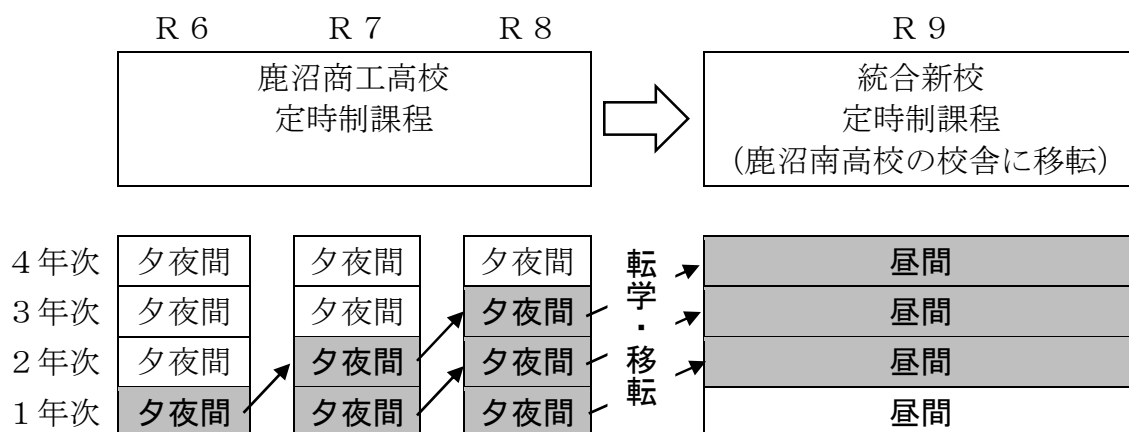 R6 R7 R8 R9
鹿沼商工高校
定時制課程
統合新校
定時制課程
(鹿沼南高校の校舎に移転)
4年次 夕夜間 夕夜間 夕夜間 昼間
3年次 夕夜間 夕夜間 夕夜間 昼間
2年次 夕夜間 夕夜間 夕夜間 昼間
1年次 夕夜間 夕夜間 夕夜間 昼間
転学・移転